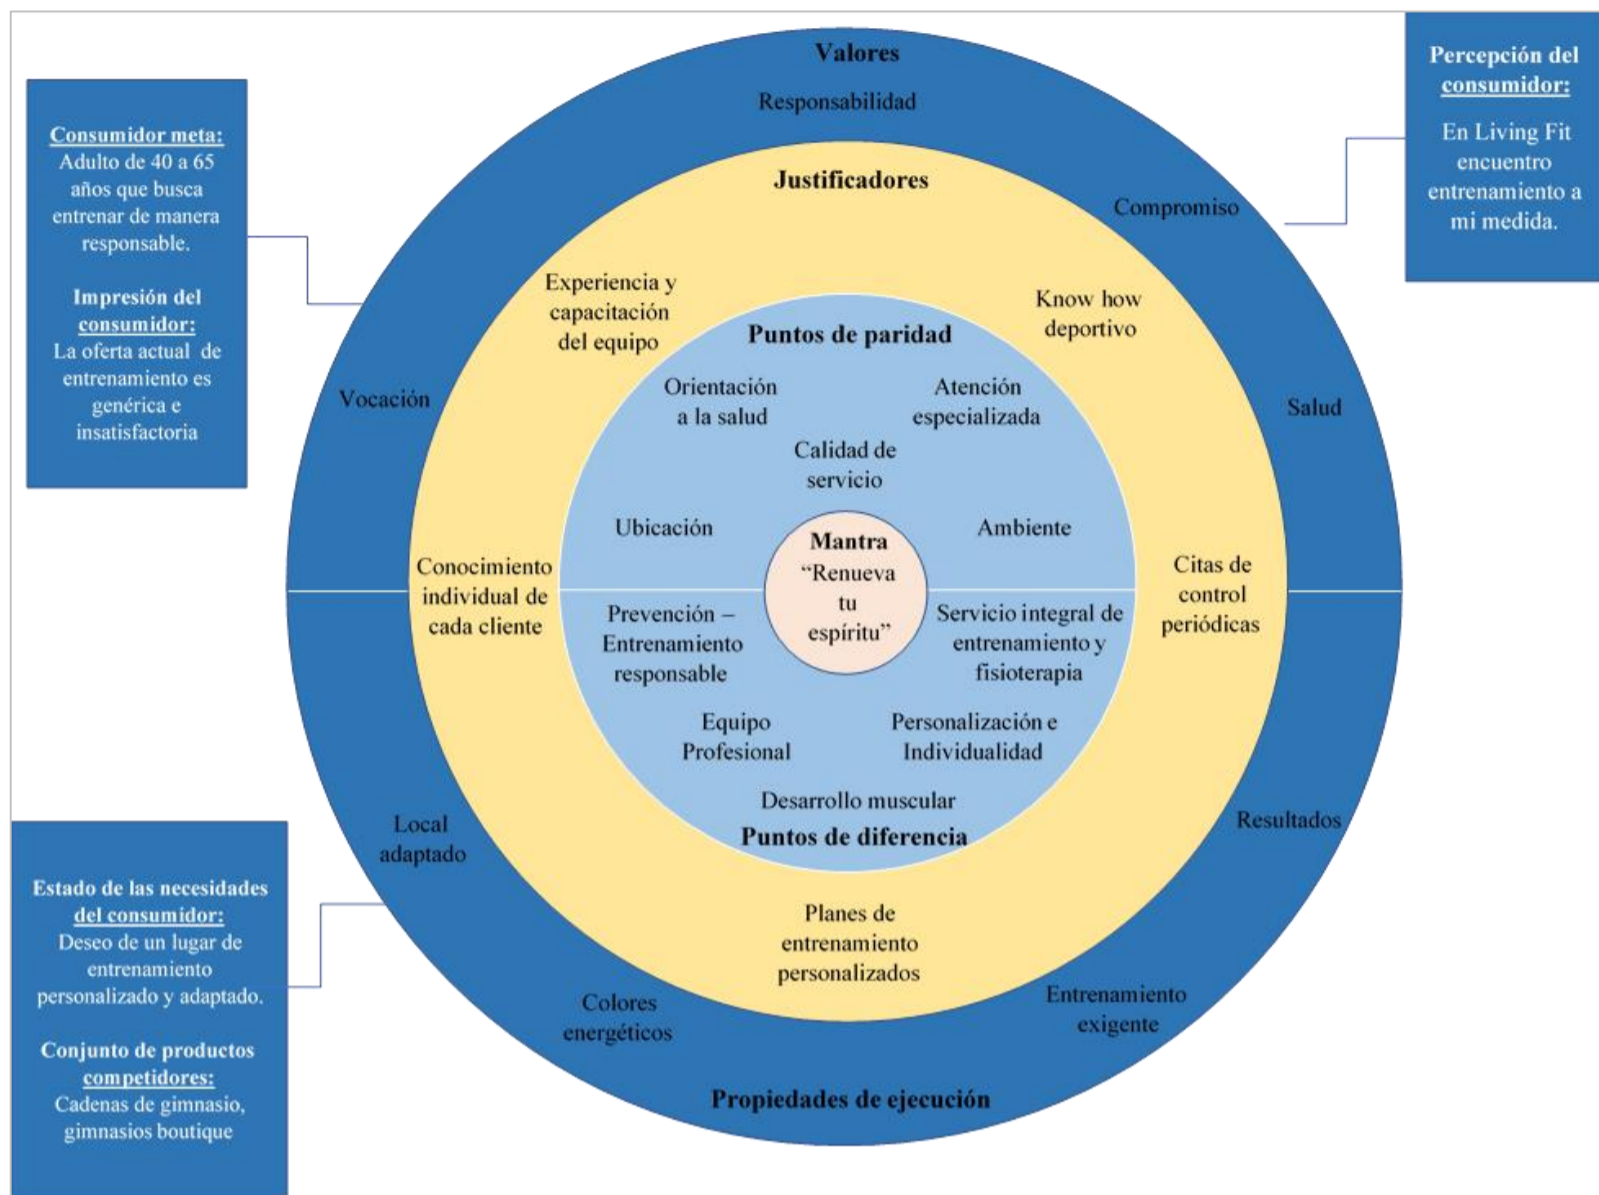 Consumidor meta:
Adulto de 40 a 65
años que busca
entrenar de manera
responsable.
Impresión del
consumidor:
La oferta actual  de
entrenamiento es
genérica e
insatisfactoria
Percepción del
consumidor:
En Living Fit
encuentro
entrenamiento a
mi medida.
Estado de las necesidades
del consumidor:
Deseo de un lugar de
entrenamiento
personalizado y adaptado.
Conjunto de productos
competidores:
Cadenas de gimnasio,
gimnasios boutique
Valores
Responsabilidad
Compromiso
Vocación
Salud
Justificadores
Experiencia y
capacitación
del equipo
Know how
deportivo
Conocimiento
individual de
cada cliente
Citas de
control
periódicas
Planes de
entrenamiento
personalizados
Puntos de paridad
Orientación
a la salud
Atención
especializada
Calidad de
servicio
Ubicación
Ambiente
Mantra
“Renueva
tu
espíritu”
Prevención –
Entrenamiento
responsable
Servicio integral de
entrenamiento y
fisioterapia
Equipo
Profesional
Personalización e
Individualidad
Desarrollo muscular
Puntos de diferencia
Local
adaptado
Resultados
Colores
energéticos
Entrenamiento
exigente
Propiedades de ejecución